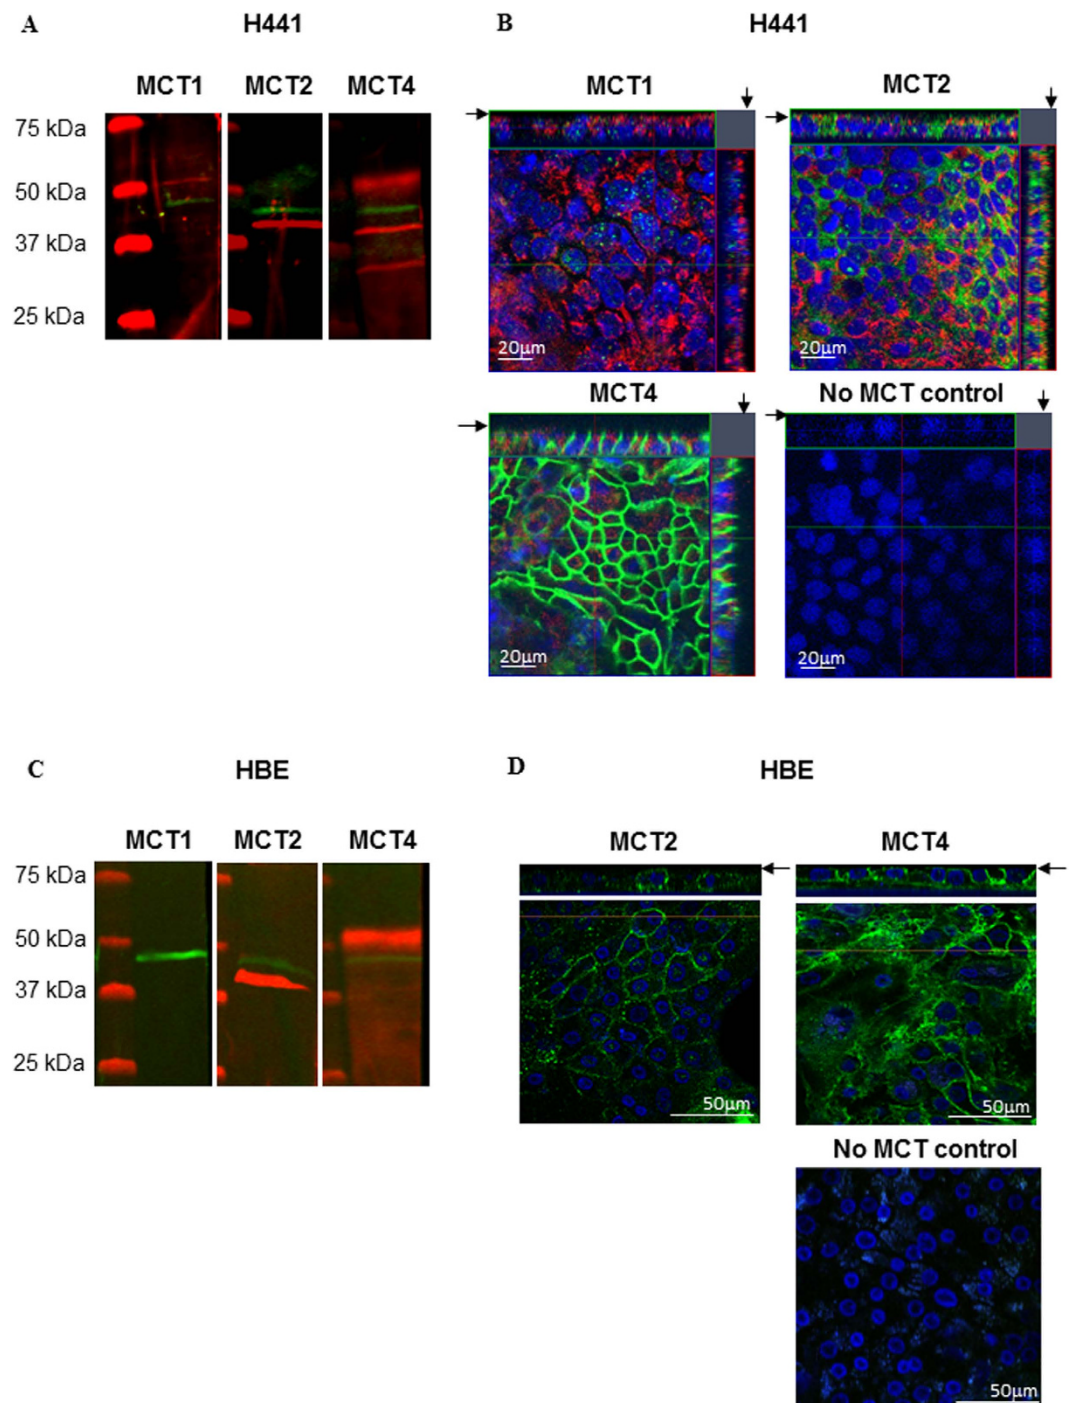 A
H441
MCT1
MCT2
MCT4
75 kDa
50 kDa
37 kDa
25 kDa
B
H441
MCT1
MCT2
20µm
20µm
MCT4
No MCT control
20µm
20µm
C
HBE
MCT1
MCT2
MCT4
75 kDa
50 kDa
37 kDa
25 kDa
D
HBE
MCT2
MCT4
50µm
50µm
No MCT control
50µm